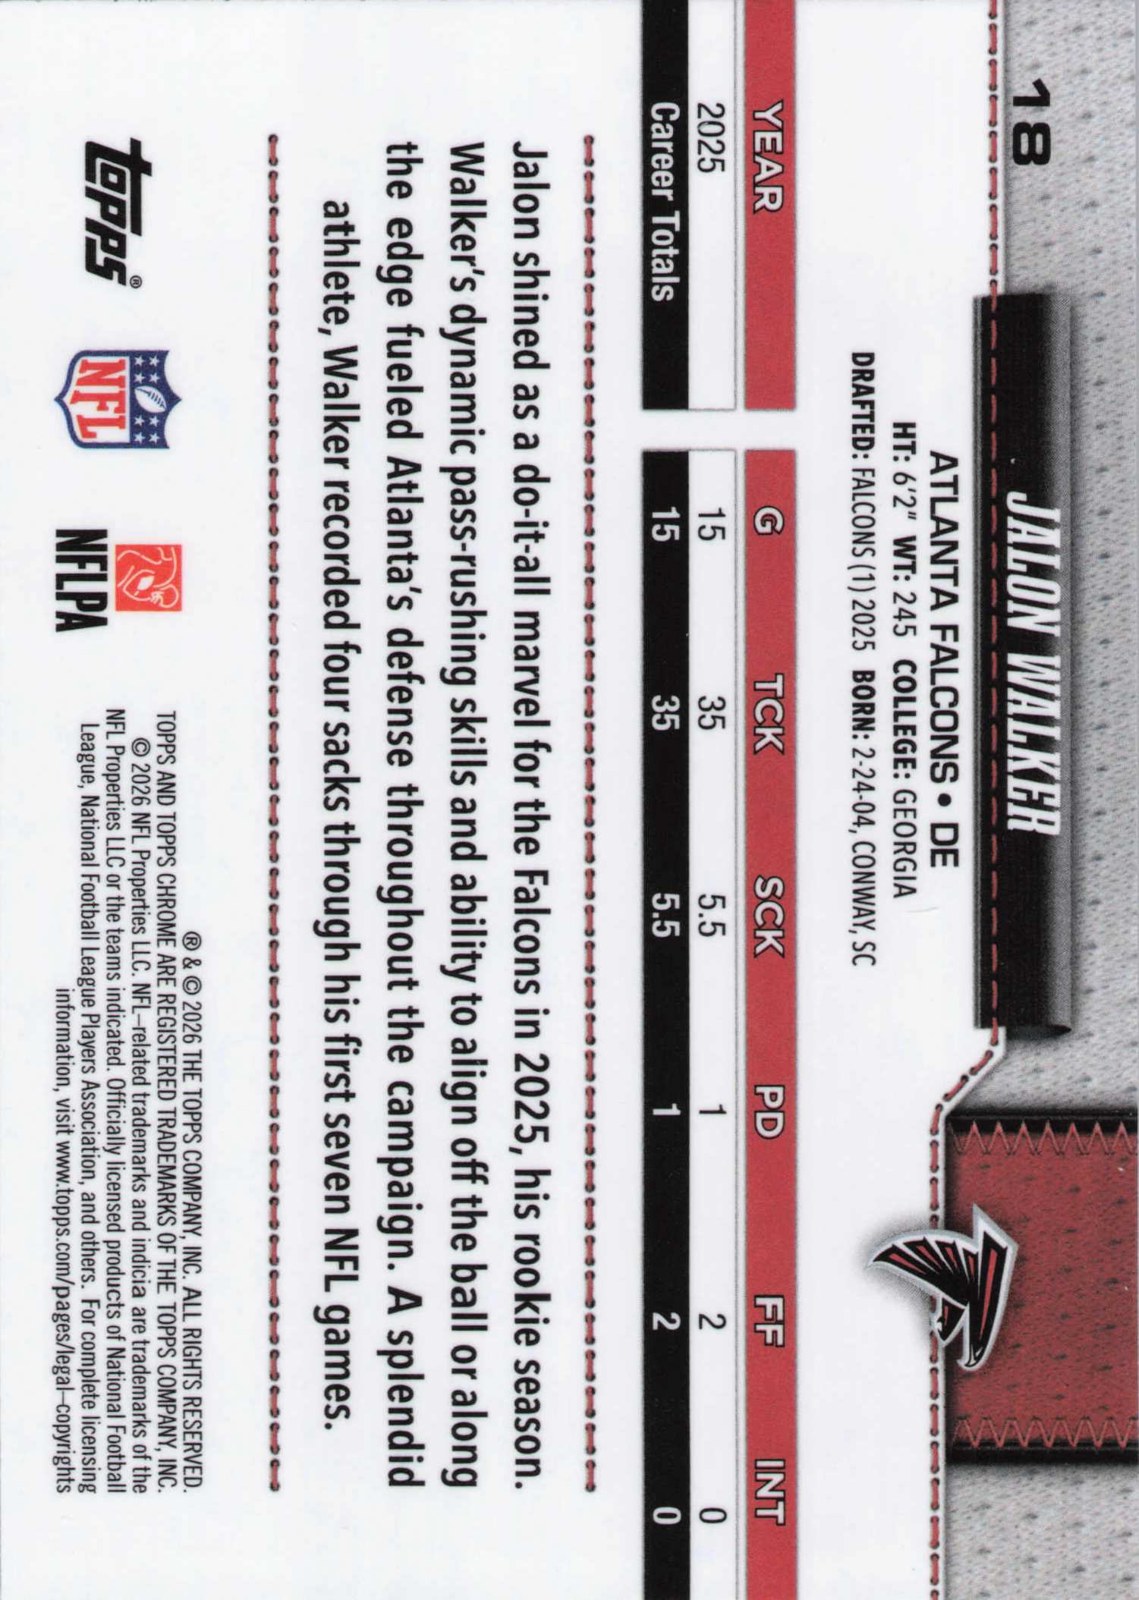 18
JALON WALKER
ATLANTA FALCONS • DE
HT: 6'2" WT: 245 COLLEGE: GEORGIA
DRAFTED: FALCONS (1) 2025 BORN: 2-24-04, CONWAY, SC
YEAR G TCK SCK PD FF INT
2025 15 35 5.5 1 2 0
Career Totals 15 35 5.5 1 2 0
Jalon shined as a do-it-all marvel for the Falcons in 2025, his rookie season.
Walker's dynamic pass-rushing skills and ability to align off the ball or along
the edge fueled Atlanta's defense throughout the campaign. A splendid
athlete, Walker recorded four sacks through his first seven NFL games.
topps®
NFL
NFLPA
® & © 2026 THE TOPPS COMPANY, INC. ALL RIGHTS RESERVED.
TOPPS AND TOPPS CHROME ARE REGISTERED TRADEMARKS OF THE TOPPS COMPANY, INC.
© 2026 NFL Properties LLC. NFL-related trademarks and indicia are trademarks of the
NFL Properties LLC or the teams indicated. Officially licensed products of National Football
League, National Football League Players Association, and others. For complete licensing
information, visit www.topps.com/pages/legal-copyrights